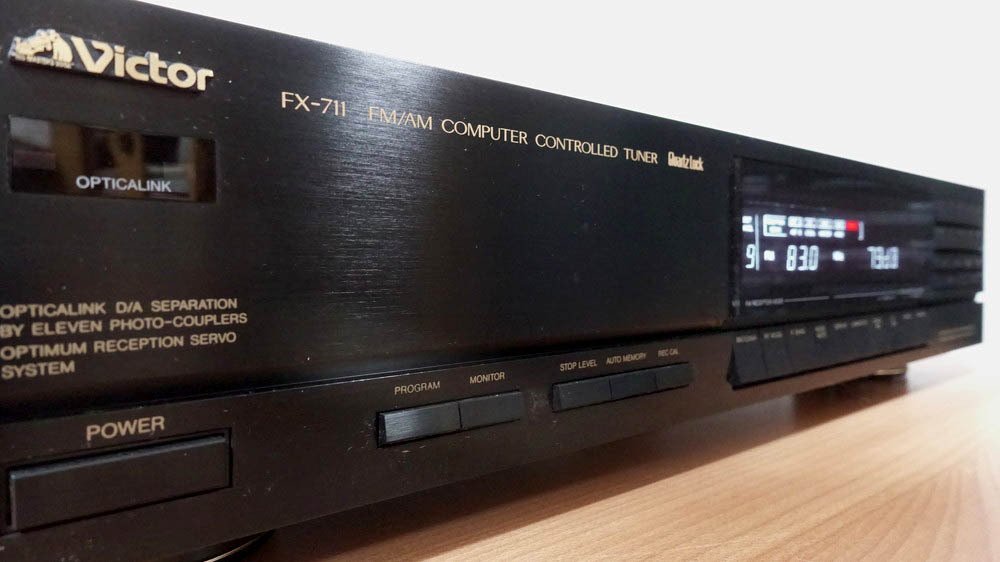 Victor
FX-711 FM/AM COMPUTER CONTROLLED TUNER Quartz Lock
OPTICALINK
OPTICALINK D/A SEPARATION
BY ELEVEN PHOTO-COUPLERS
OPTIMUM RECEPTION SERVO
SYSTEM
POWER
PROGRAM MONITOR
STOP LEVEL AUTO MEMORY REC CAL
9 83.0